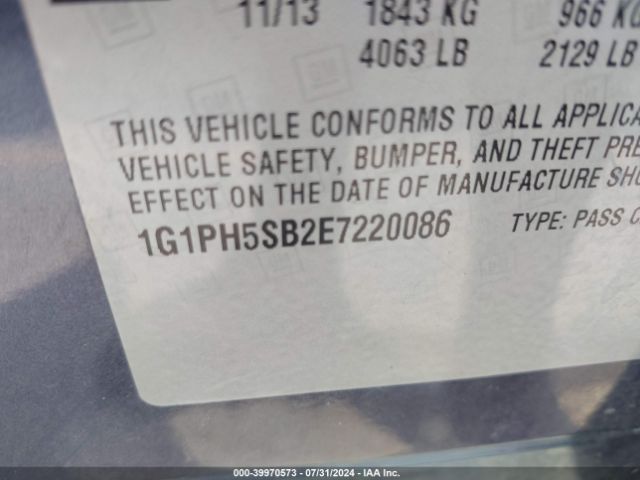 11/13 1843 KG 966 KG
4063 LB 2129 LB
THIS VEHICLE CONFORMS TO ALL APPLICA
VEHICLE SAFETY, BUMPER, AND THEFT PRE
EFFECT ON THE DATE OF MANUFACTURE SHO
1G1PH5SB2E7220086 TYPE: PASS C
000-39970573 / 07/31/2024 - IAA Inc.